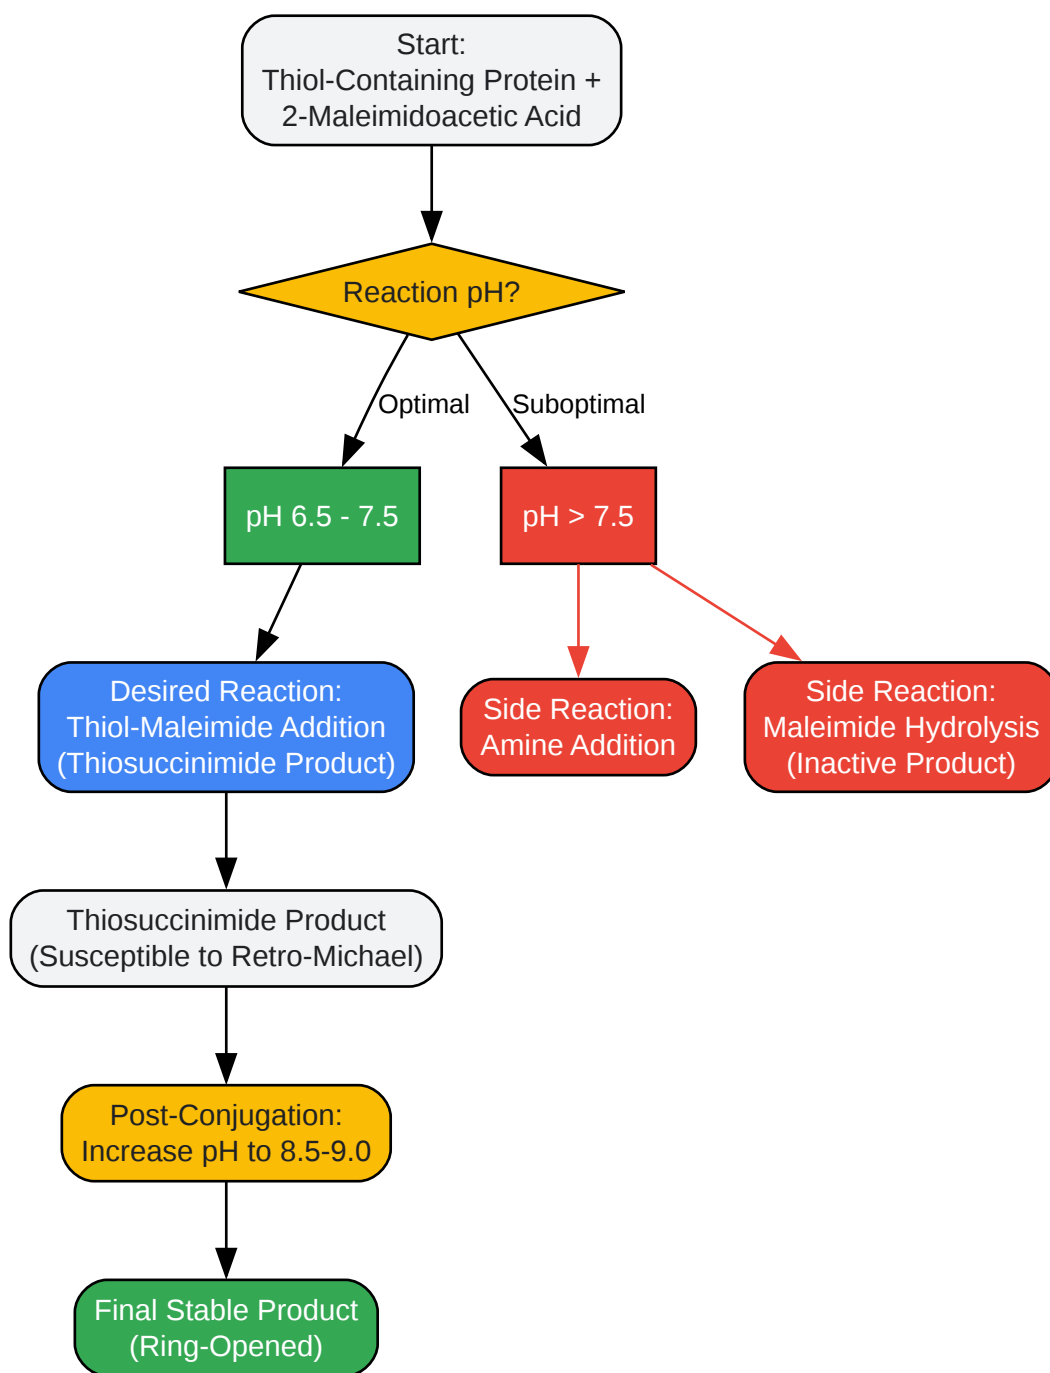 Start:
Thiol-Containing Protein +
2-Maleimidoacetic Acid
Reaction pH?
Optimal
Suboptimal
pH 6.5 - 7.5
pH > 7.5
Desired Reaction:
Thiol-Maleimide Addition
(Thiosuccinimide Product)
Side Reaction:
Amine Addition
Side Reaction:
Maleimide Hydrolysis
(Inactive Product)
Thiosuccinimide Product
(Susceptible to Retro-Michael)
Post-Conjugation:
Increase pH to 8.5-9.0
Final Stable Product
(Ring-Opened)